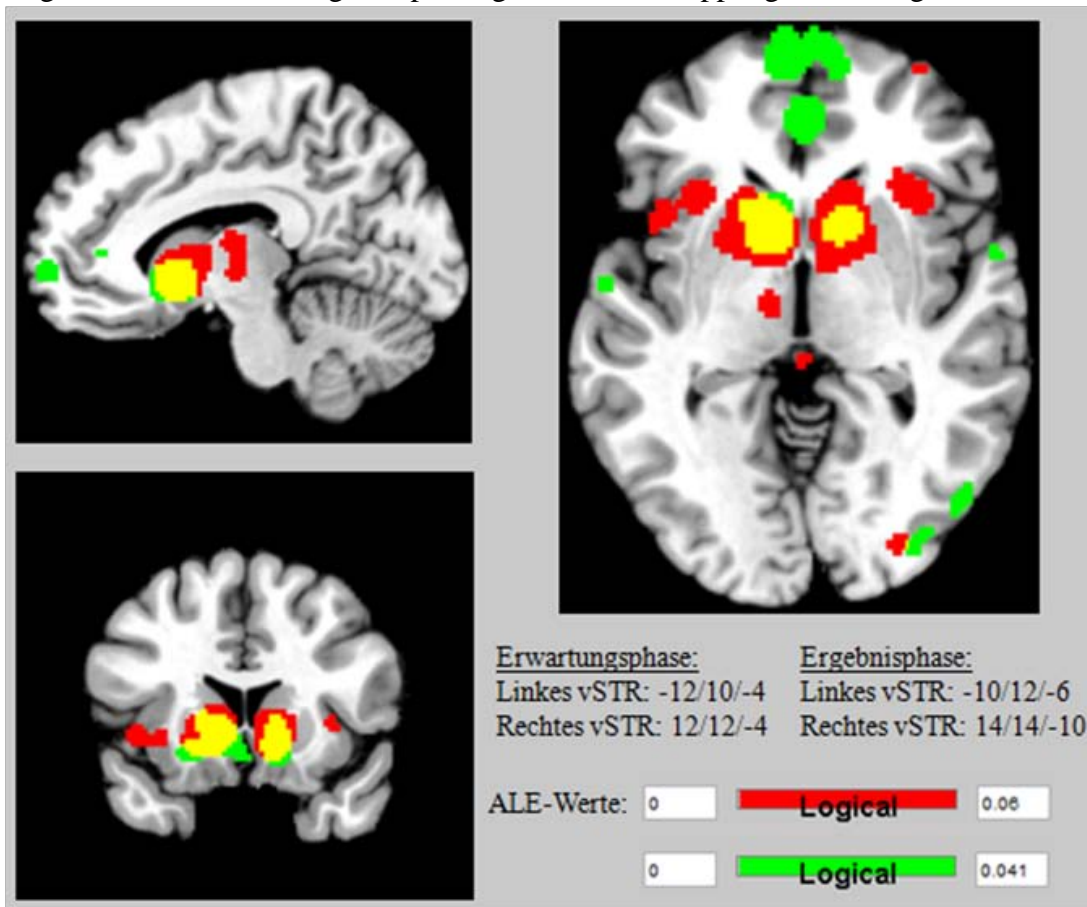 Erwartungsphase:
Linkes vSTR: -12/10/-4
Rechtes vSTR: 12/12/-4
Ergebnisphase:
Linkes vSTR: -10/12/-6
Rechtes vSTR: 14/14/-10
ALE-Werte: 0 Logical 0.06
0 Logical 0.041